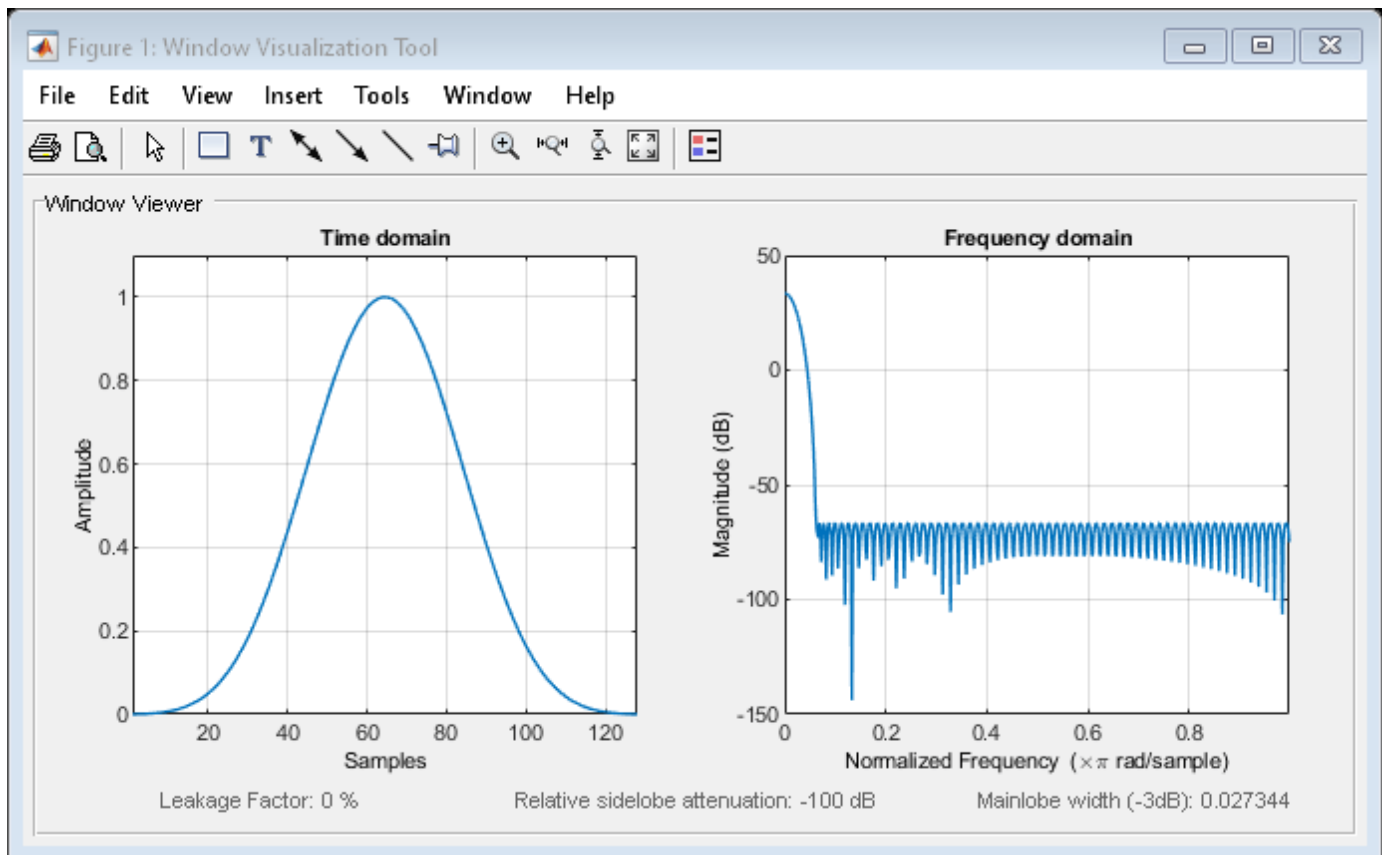 Figure 1: Window Visualization Tool
File Edit View Insert Tools Window Help
T
Window Viewer
Time domain
1
0.8
0.6
0.4
0.2
0
20 40 60 80 100 120
Amplitude
Samples
Frequency domain
50
0
-50
-100
-150
0 0.2 0.4 0.6 0.8
Magnitude (dB)
Normalized Frequency (×π rad/sample)
Leakage Factor: 0 % Relative sidelobe attenuation: -100 dB Mainlobe width (-3dB): 0.027344